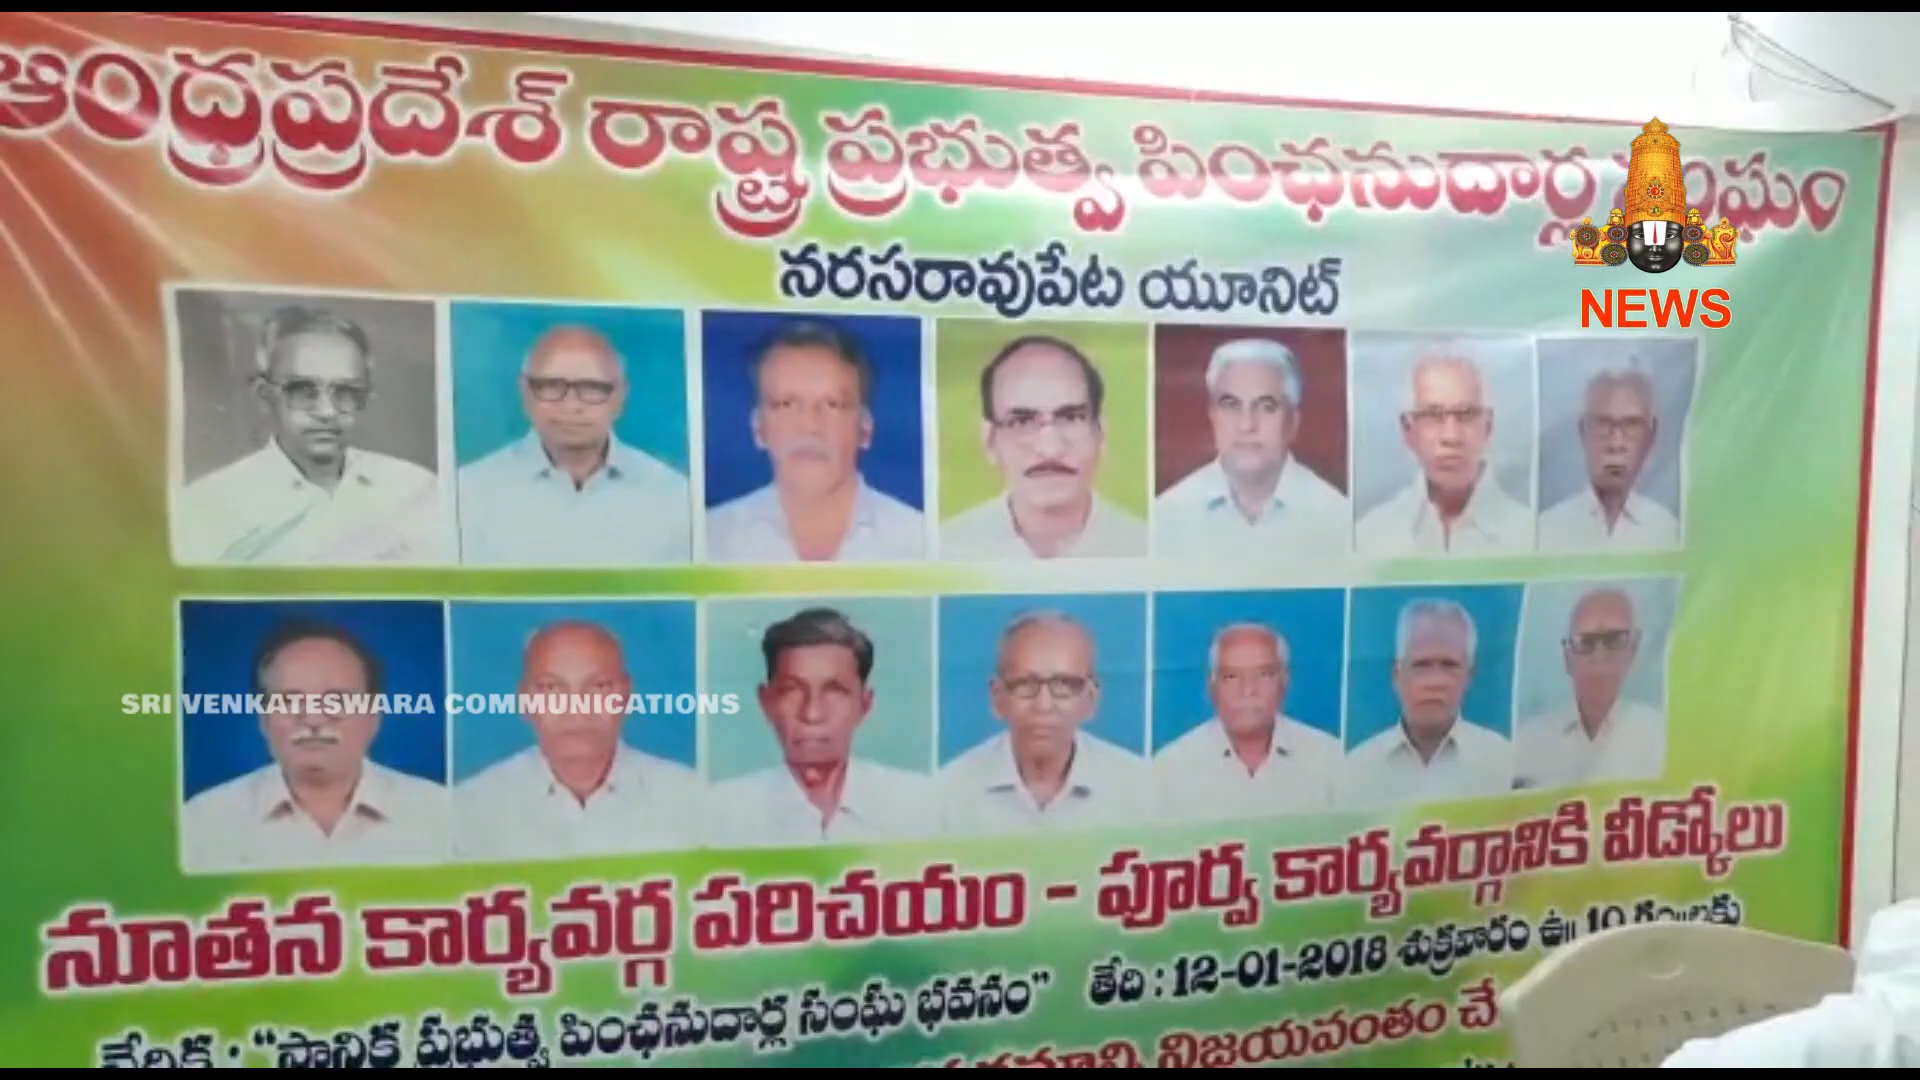 ఆంధ్రప్రదేశ్ రాష్ట్ర ప్రభుత్వ పింఛనుదార్ల సంఘం
నరసరావుపేట యూనిట్
NEWS
SRI VENKATESWARA COMMUNICATIONS
నూతన కార్యవర్గ పరిచయం - పూర్వ కార్యవర్గానికి వీడ్కోలు
వేదిక : “స్థానిక ప్రభుత్వ పింఛనుదార్ల సంఘ భవనం” తేది : 12-01-2018 శుక్రవారం ఉ॥ 10 గం॥లకు
విజయవంతం చే